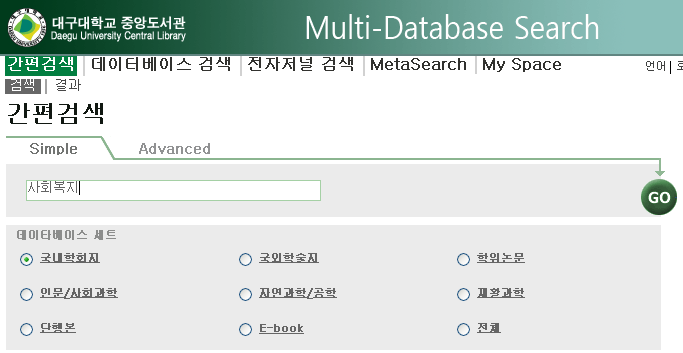 대구대학교 중앙도서관
Daegu University Central Library
Multi-Database Search
간편검색 | 데이터베이스 검색 | 전자저널 검색 | MetaSearch | My Space
언어 |
검색 | 결과
간편검색
Simple Advanced
사회복지
GO
데이터베이스 세트
국내학회지 국외학술지 학위논문
인문/사회과학 자연과학/공학 재활과학
단행본 E-book 전체